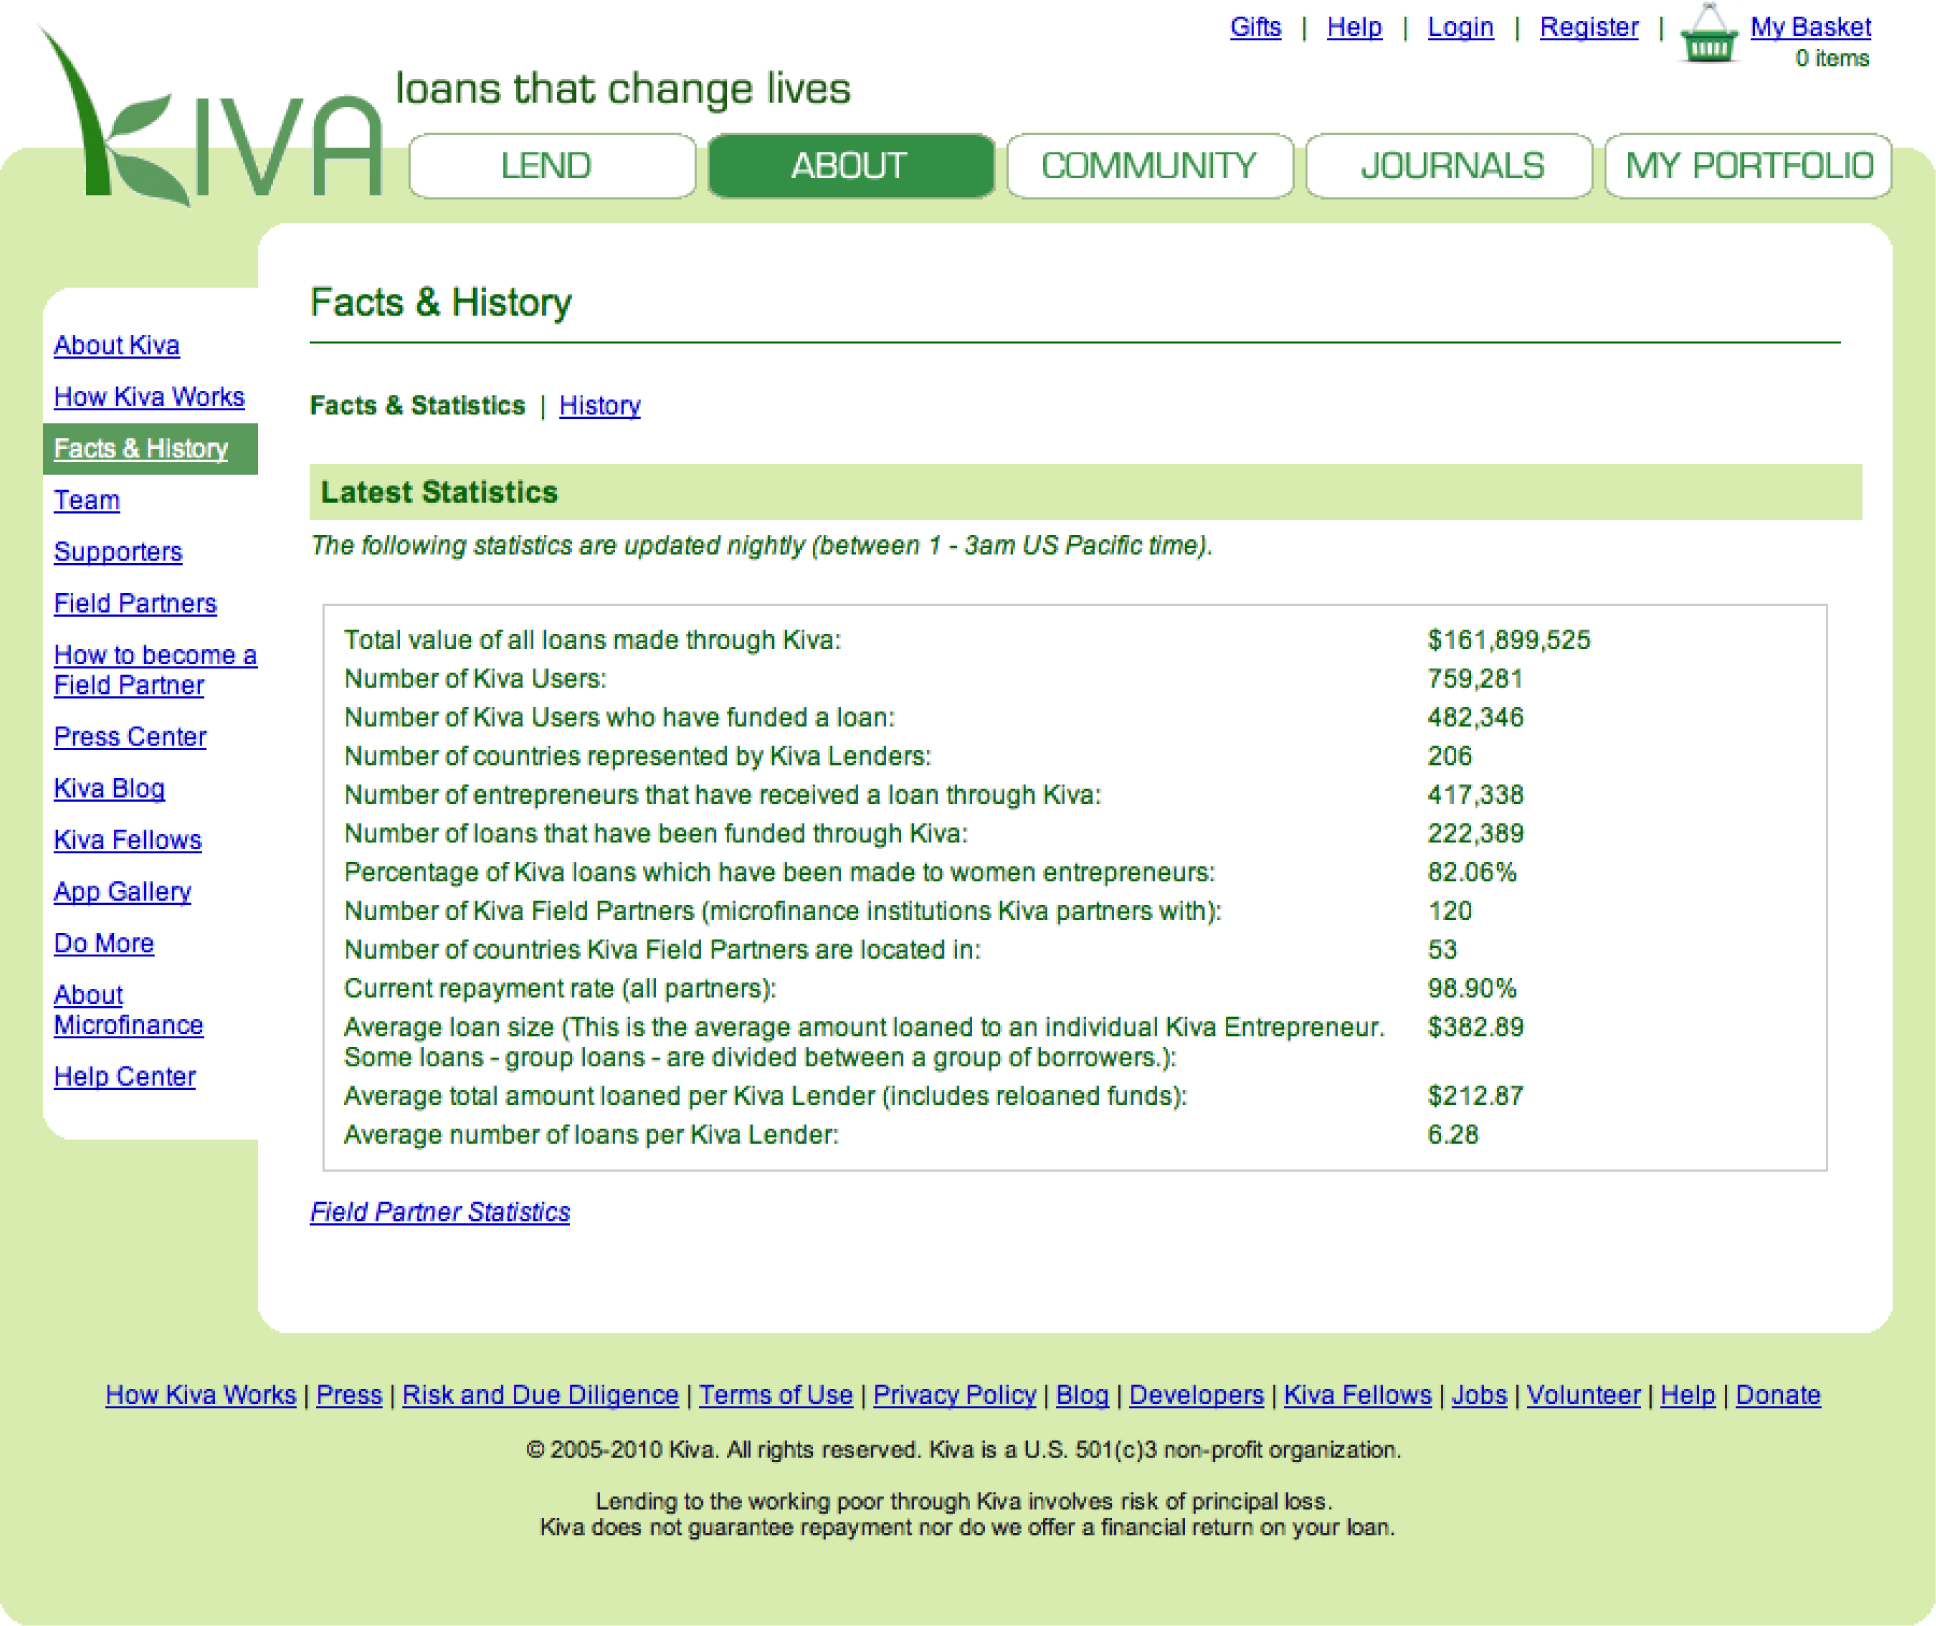 Gifts | Help | Login | Register | My Basket
0 items
KIVA
loans that change lives
LEND ABOUT COMMUNITY JOURNALS MY PORTFOLIO
About Kiva
How Kiva Works
Facts & History
Team
Supporters
Field Partners
How to become a
Field Partner
Press Center
Kiva Blog
Kiva Fellows
App Gallery
Do More
About
Microfinance
Help Center
Facts & History
Facts & Statistics | History
Latest Statistics
The following statistics are updated nightly (between 1 - 3am US Pacific time).
Total value of all loans made through Kiva: $161,899,525
Number of Kiva Users: 759,281
Number of Kiva Users who have funded a loan: 482,346
Number of countries represented by Kiva Lenders: 206
Number of entrepreneurs that have received a loan through Kiva: 417,338
Number of loans that have been funded through Kiva: 222,389
Percentage of Kiva loans which have been made to women entrepreneurs: 82.06%
Number of Kiva Field Partners (microfinance institutions Kiva partners with): 120
Number of countries Kiva Field Partners are located in: 53
Current repayment rate (all partners): 98.90%
Average loan size (This is the average amount loaned to an individual Kiva Entrepreneur. $382.89
Some loans - group loans - are divided between a group of borrowers.):
Average total amount loaned per Kiva Lender (includes reloaned funds): $212.87
Average number of loans per Kiva Lender: 6.28
Field Partner Statistics
How Kiva Works | Press | Risk and Due Diligence | Terms of Use | Privacy Policy | Blog | Developers | Kiva Fellows | Jobs | Volunteer | Help | Donate
© 2005-2010 Kiva. All rights reserved. Kiva is a U.S. 501(c)3 non-profit organization.
Lending to the working poor through Kiva involves risk of principal loss.
Kiva does not guarantee repayment nor do we offer a financial return on your loan.